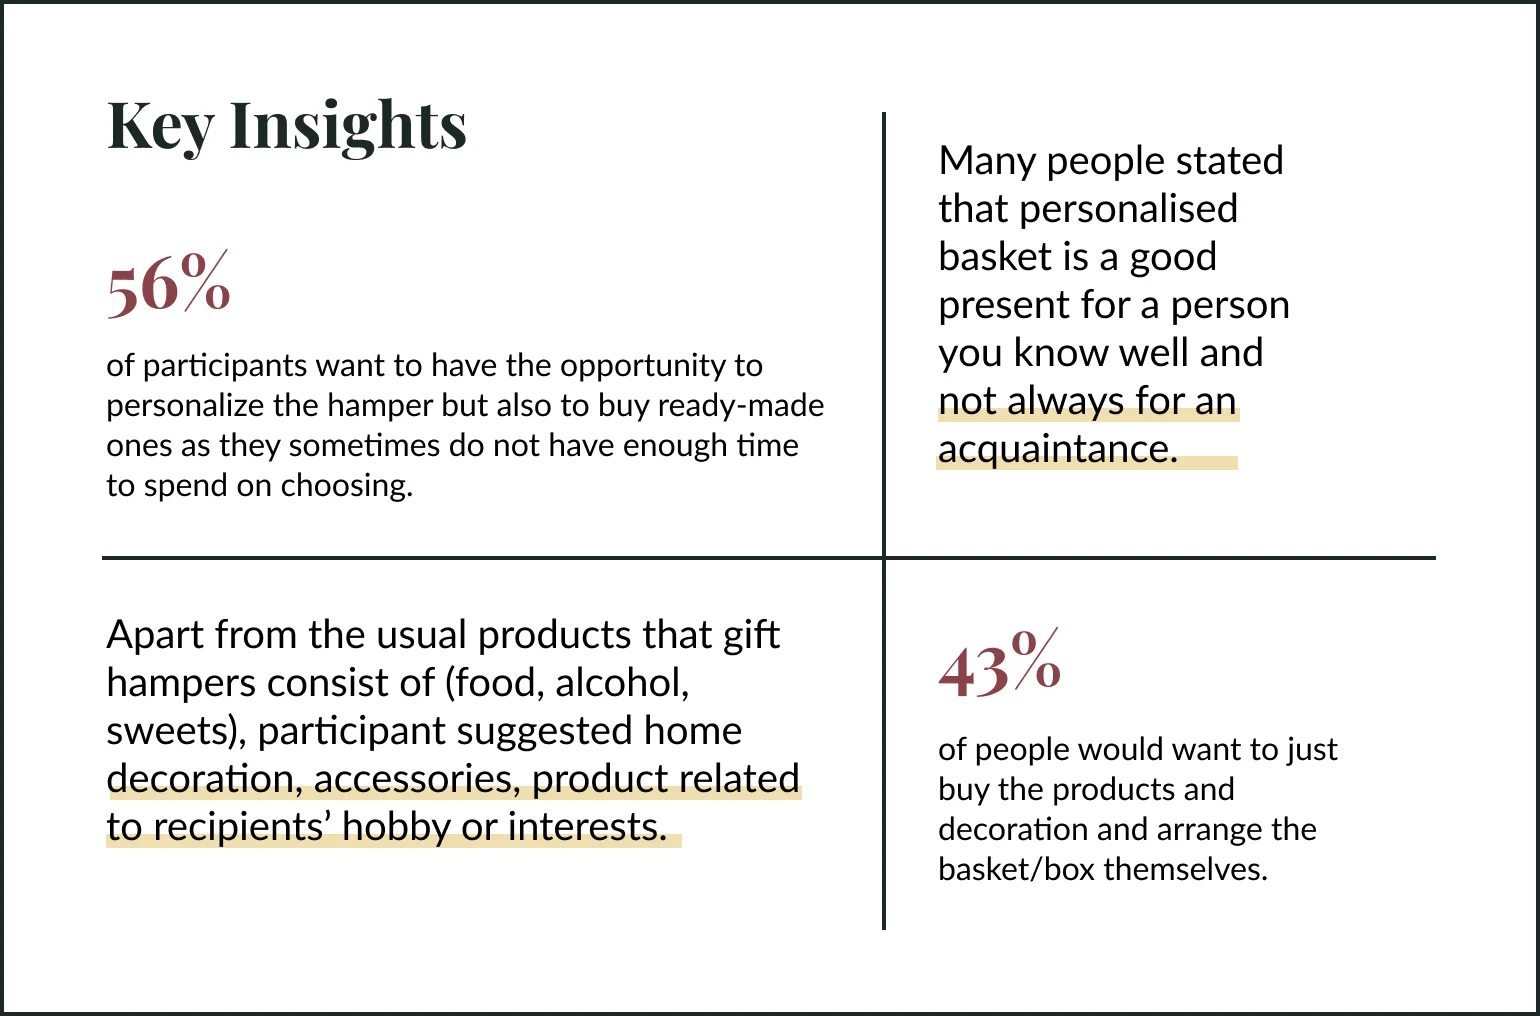 Key Insights
56%
of participants want to have the opportunity to
personalize the hamper but also to buy ready-made
ones as they sometimes do not have enough time
to spend on choosing.
Many people stated
that personalised
basket is a good
present for a person
you know well and
not always for an
acquaintance.
Apart from the usual products that gift
hampers consist of (food, alcohol,
sweets), participant suggested home
decoration, accessories, product related
to recipients’ hobby or interests.
43%
of people would want to just
buy the products and
decoration and arrange the
basket/box themselves.